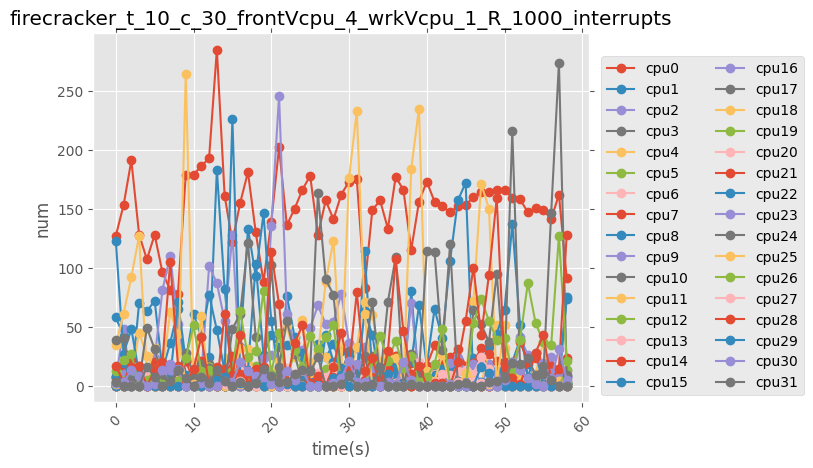 firecracker_t_10_c_30_frontVcpu_4_wrkVcpu_1_R_1000_interrupts
num
250
200
150
100
50
0
0
10
20
30
40
50
60
time(s)
cpu0
cpu1
cpu2
cpu3
cpu4
cpu5
cpu6
cpu7
cpu8
cpu9
cpu10
cpu11
cpu12
cpu13
cpu14
cpu15
cpu16
cpu17
cpu18
cpu19
cpu20
cpu21
cpu22
cpu23
cpu24
cpu25
cpu26
cpu27
cpu28
cpu29
cpu30
cpu31